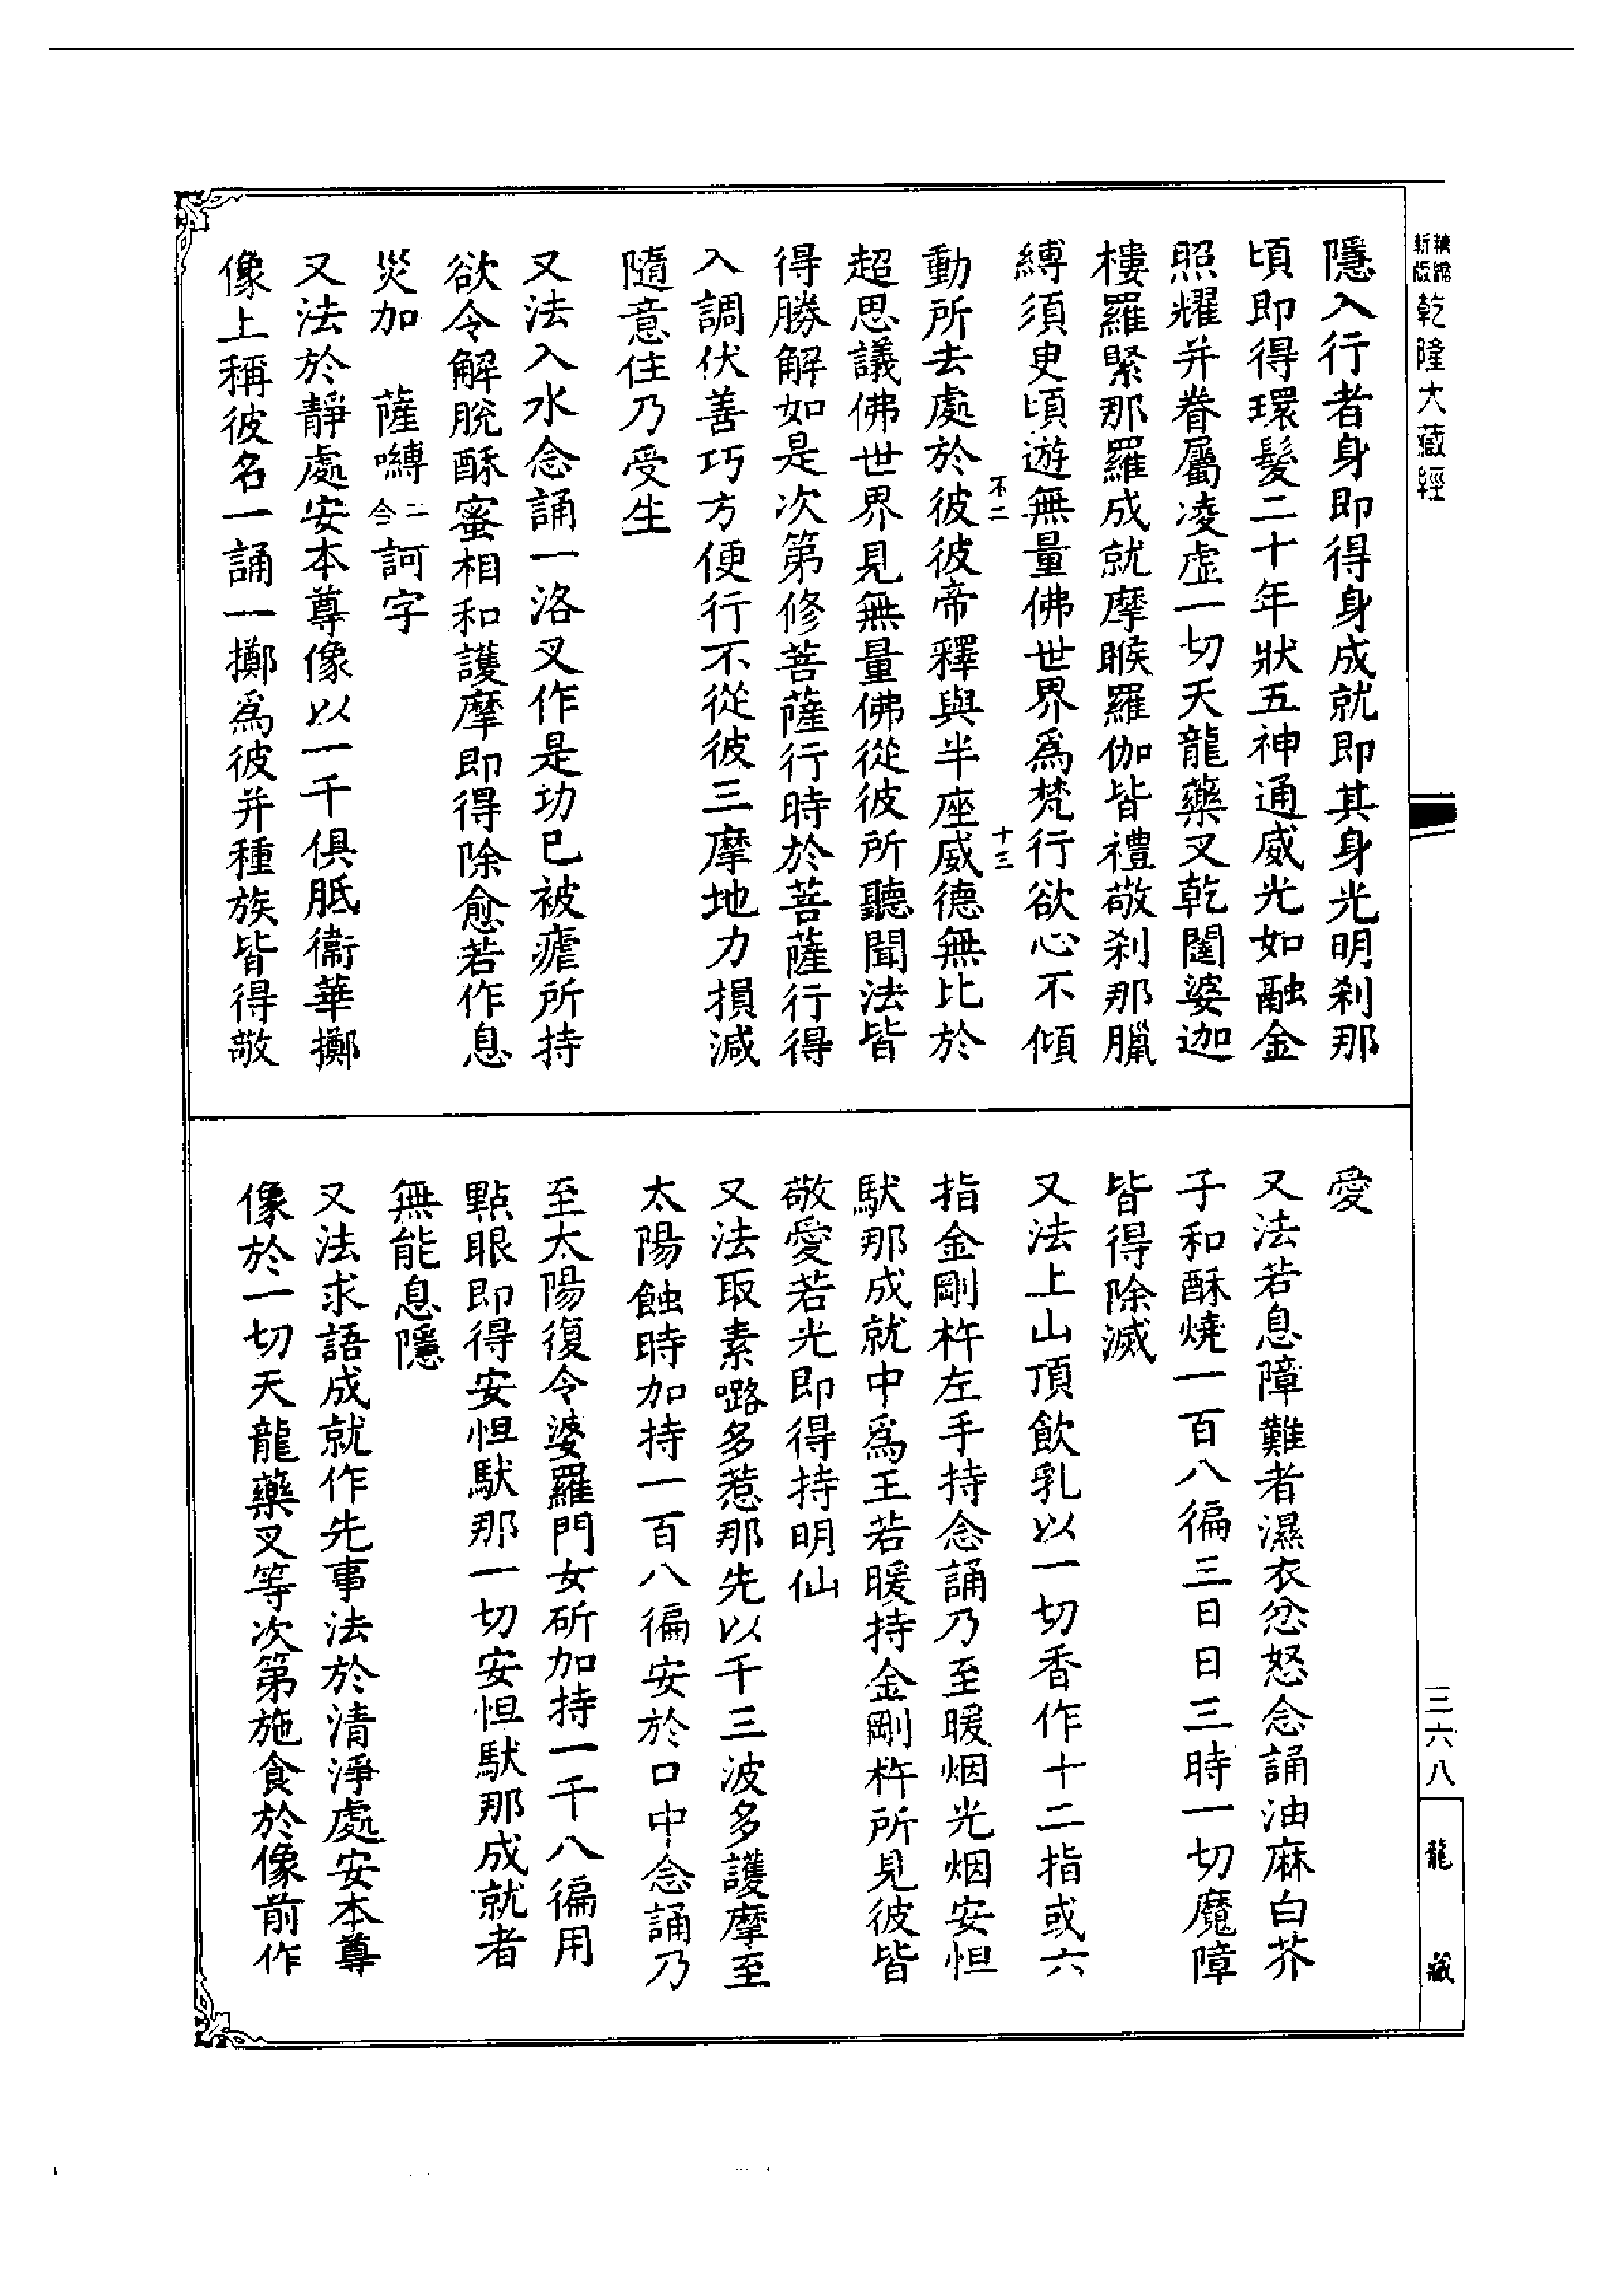 新版
乾隆大藏經
三六八
龍藏
隱入行者身即得身成就即其身光明刹那
頃即得環髮二十年狀五神通威光如融金
照耀并眷屬凌虛一切天龍藥叉乾闥婆迦
樓羅緊那羅成就摩睺羅伽皆禮敬刹那臘
縛須臾頃遊無量佛世界爲梵行欲心不傾
不二
十三
動所去處於彼彼帝釋與半座威德無比於
超思議佛世界見無量佛從彼所聽聞法皆
得勝解如是次第修菩薩行時於菩薩行得
入調伏善巧方便行不從彼三摩地力損減
隨意住乃受生
又法入水念誦一洛叉作是功已被瘧所持
欲令解脫酥蜜相和護摩即得除愈若作息
災加 薩嚩二合訶字
又法於靜處安本尊像以一千俱胝衞華擲
像上稱彼名一誦一擲爲彼并種族皆得敬
愛
又法若息障難者濕衣忿怒念誦油麻白芥
子和酥燒一百八徧三日日三時一切魔障
皆得除滅
又法上山頂飲乳以一切香作十二指或六
指金剛杵左手持念誦乃至暖烟光烟安怛
馱那成就中爲王若暖持金剛杵所見彼皆
敬愛若光即得持明仙
又法取素嚕多惹那先以千三波多護摩至
太陽蝕時加持一百八徧安於口中念誦乃
至太陽復令婆羅門女斫加持一千八徧用
點眼即得安怛馱那一切安怛馱那成就者
無能息隱
又法求語成就作先事法於清淨處安本尊
像於一切天龍藥叉等次第施食於像前作